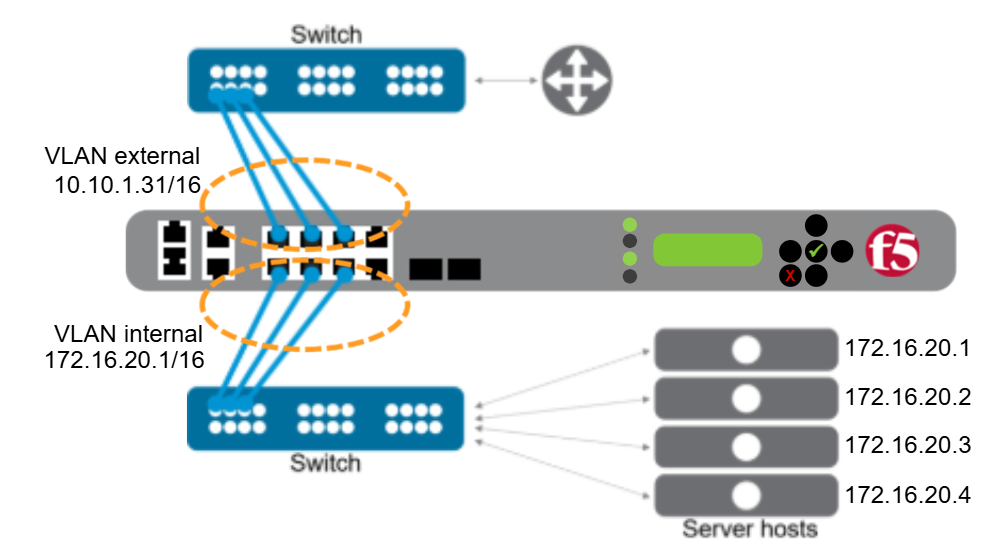 Switch
VLAN external
10.10.1.31/16
f5
X
VLAN internal
172.16.20.1/16
172.16.20.1
172.16.20.2
172.16.20.3
172.16.20.4
Switch
Server hosts